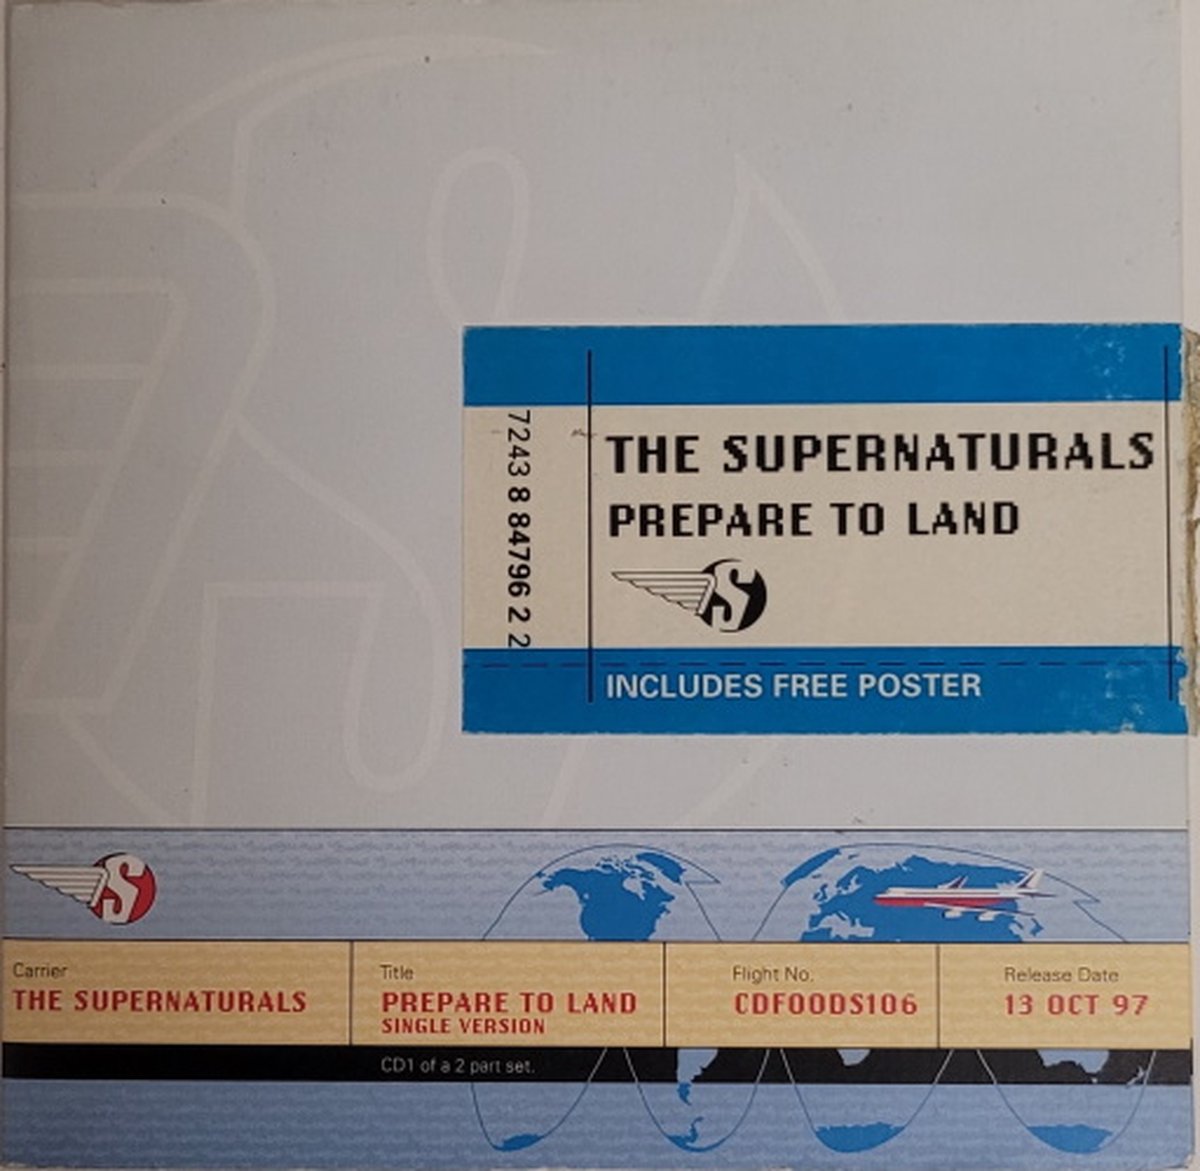 7243 8 84796 2 2
THE SUPERNATURALS
PREPARE TO LAND
S
INCLUDES FREE POSTER
S
Carrier
THE SUPERNATURALS
Title
PREPARE TO LAND
SINGLE VERSION
Flight No.
CDFOODS106
Release Date
13 OCT 97
CD1 of a 2 part set.